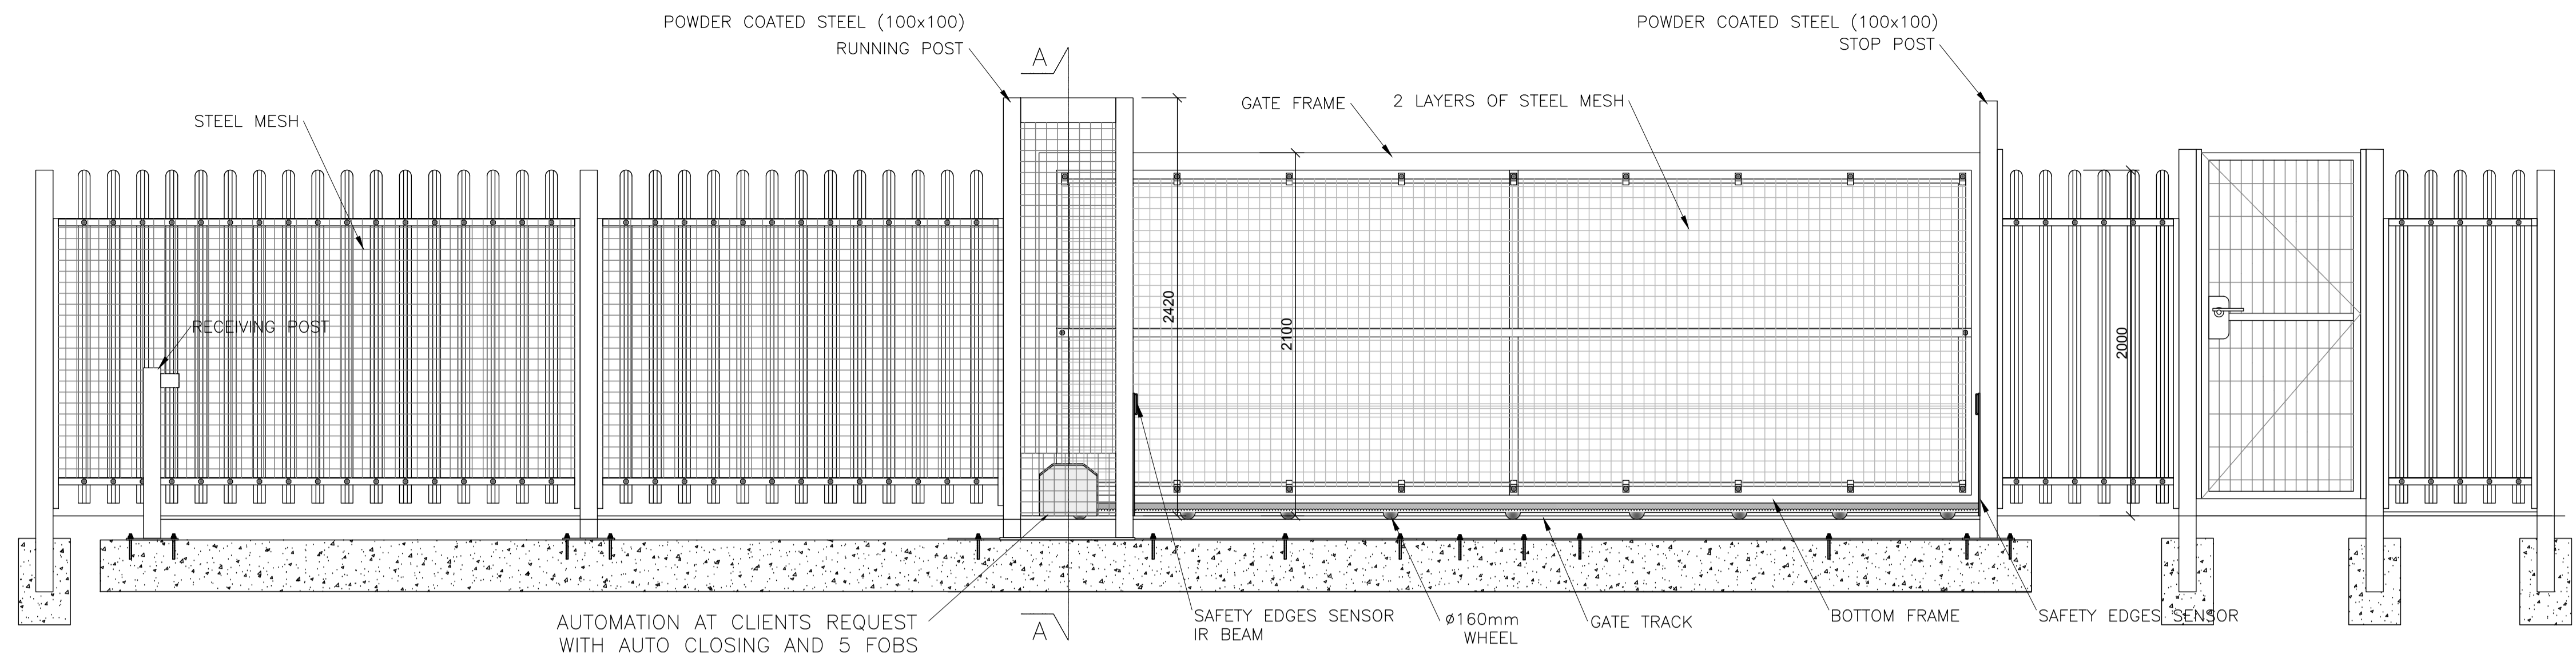 POWDER COATED STEEL (100x100)
RUNNING POST
A
POWDER COATED STEEL (100x100)
STOP POST
STEEL MESH
GATE FRAME
2 LAYERS OF STEEL MESH
RECEIVING POST
2420
2100
2000
AUTOMATION AT CLIENTS REQUEST
WITH AUTO CLOSING AND 5 FOBS
A
SAFETY EDGES SENSOR
IR BEAM
Ø160mm
WHEEL
GATE TRACK
BOTTOM FRAME
SAFETY EDGES SENSOR